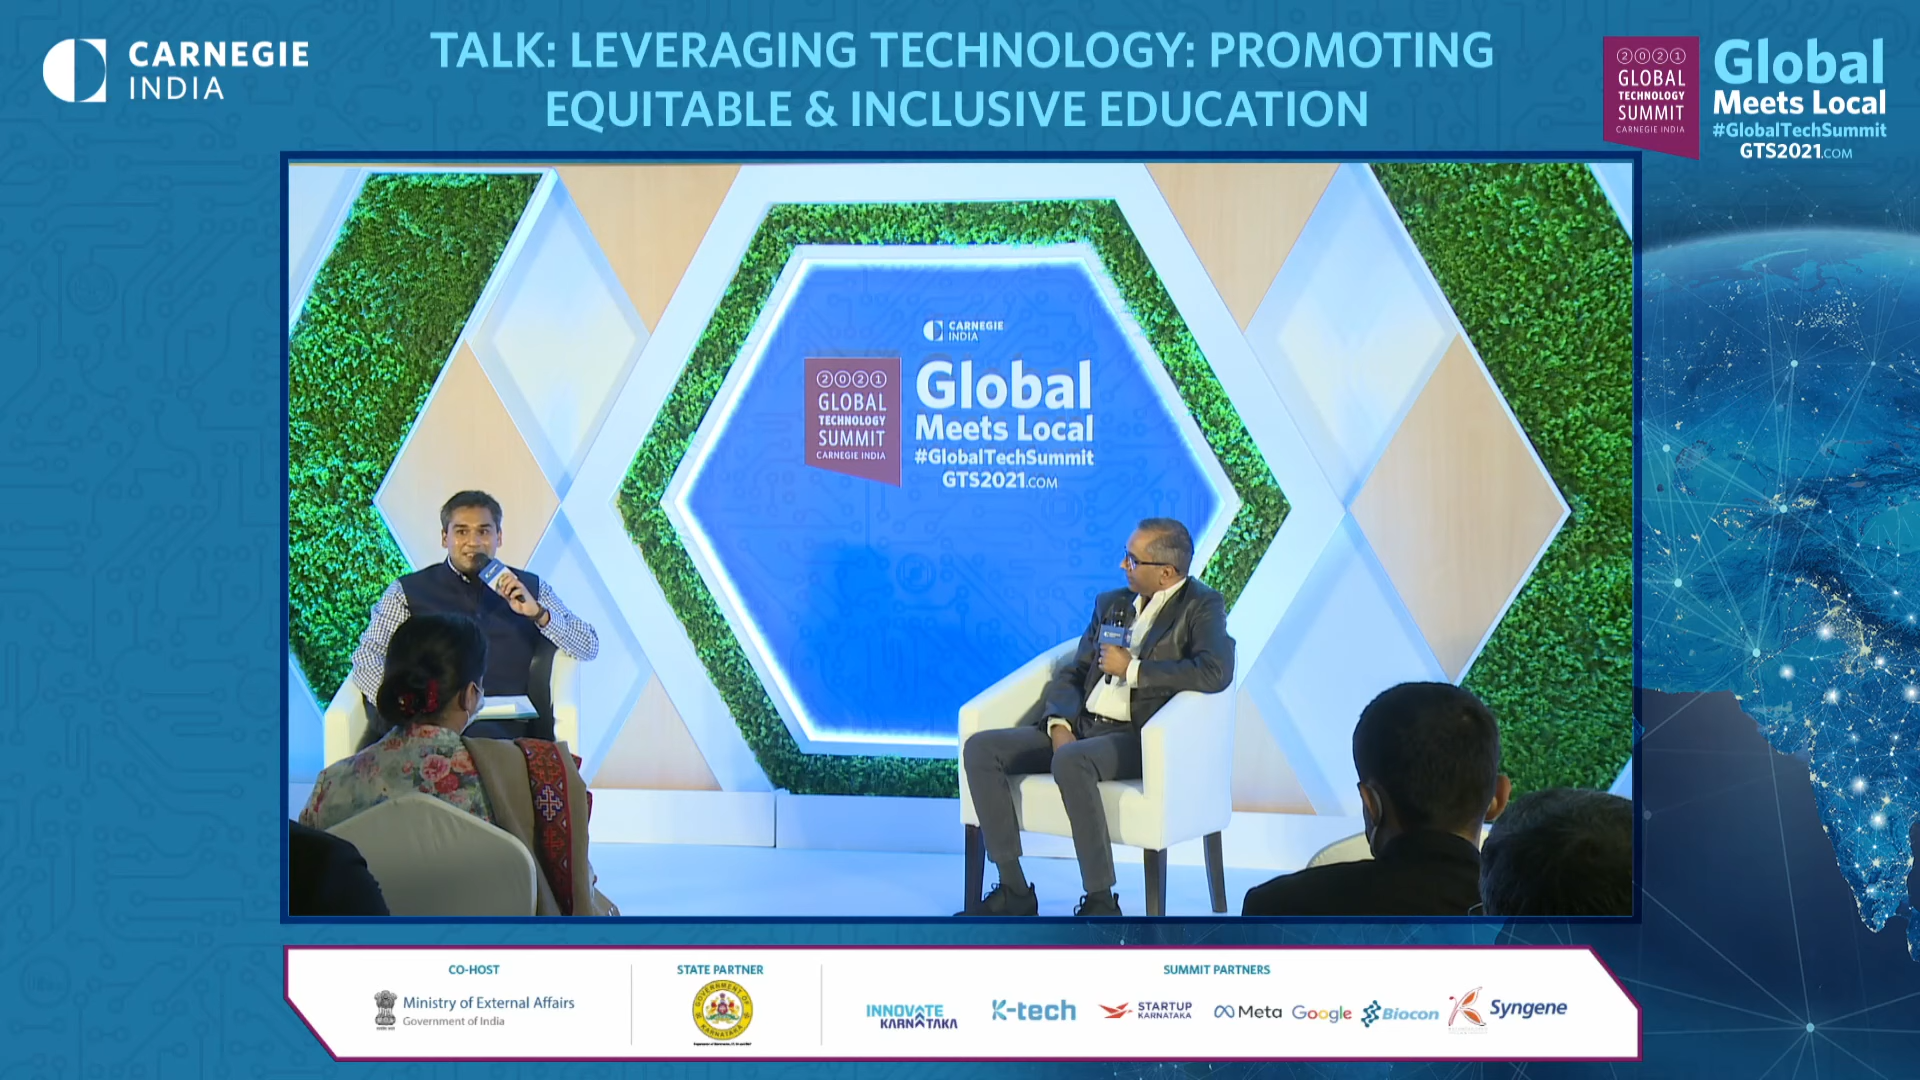 CARNEGIE
INDIA
TALK: LEVERAGING TECHNOLOGY: PROMOTING
EQUITABLE & INCLUSIVE EDUCATION
2021
GLOBAL
TECHNOLOGY
SUMMIT
CARNEGIE INDIA
Global
Meets Local
#GlobalTechSummit
GTS2021.COM
CARNEGIE
INDIA
2021
GLOBAL
TECHNOLOGY
SUMMIT
CARNEGIE INDIA
Global
Meets Local
#GlobalTechSummit
GTS2021.COM
CO-HOST
Ministry of External Affairs
Government of India
STATE PARTNER
GOVERNMENT OF
KARNATAKA
SUMMIT PARTNERS
INNOVATE
KARNATAKA
K-tech
STARTUP
KARNATAKA
Meta
Google
Biocon
Syngene